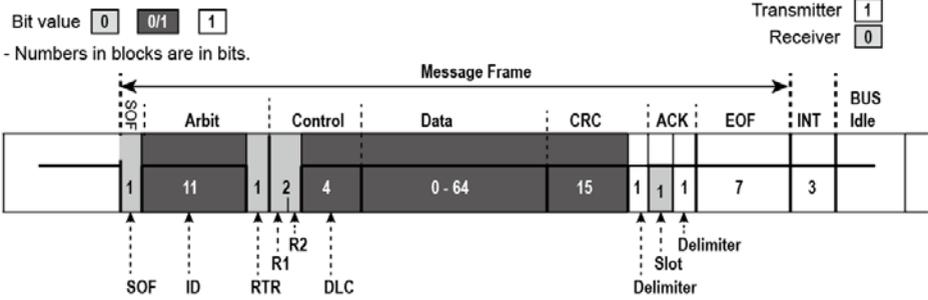 Bit value 0 0/1 1
Transmitter 1
Receiver 0
- Numbers in blocks are in bits.
Message Frame
SOF Arbit Control Data CRC ACK EOF INT BUS Idle
1 11 1 2 4 0 - 64 15 1 1 1 7 3
R2
Delimiter
R1
Slot
SOF ID RTR DLC Delimiter